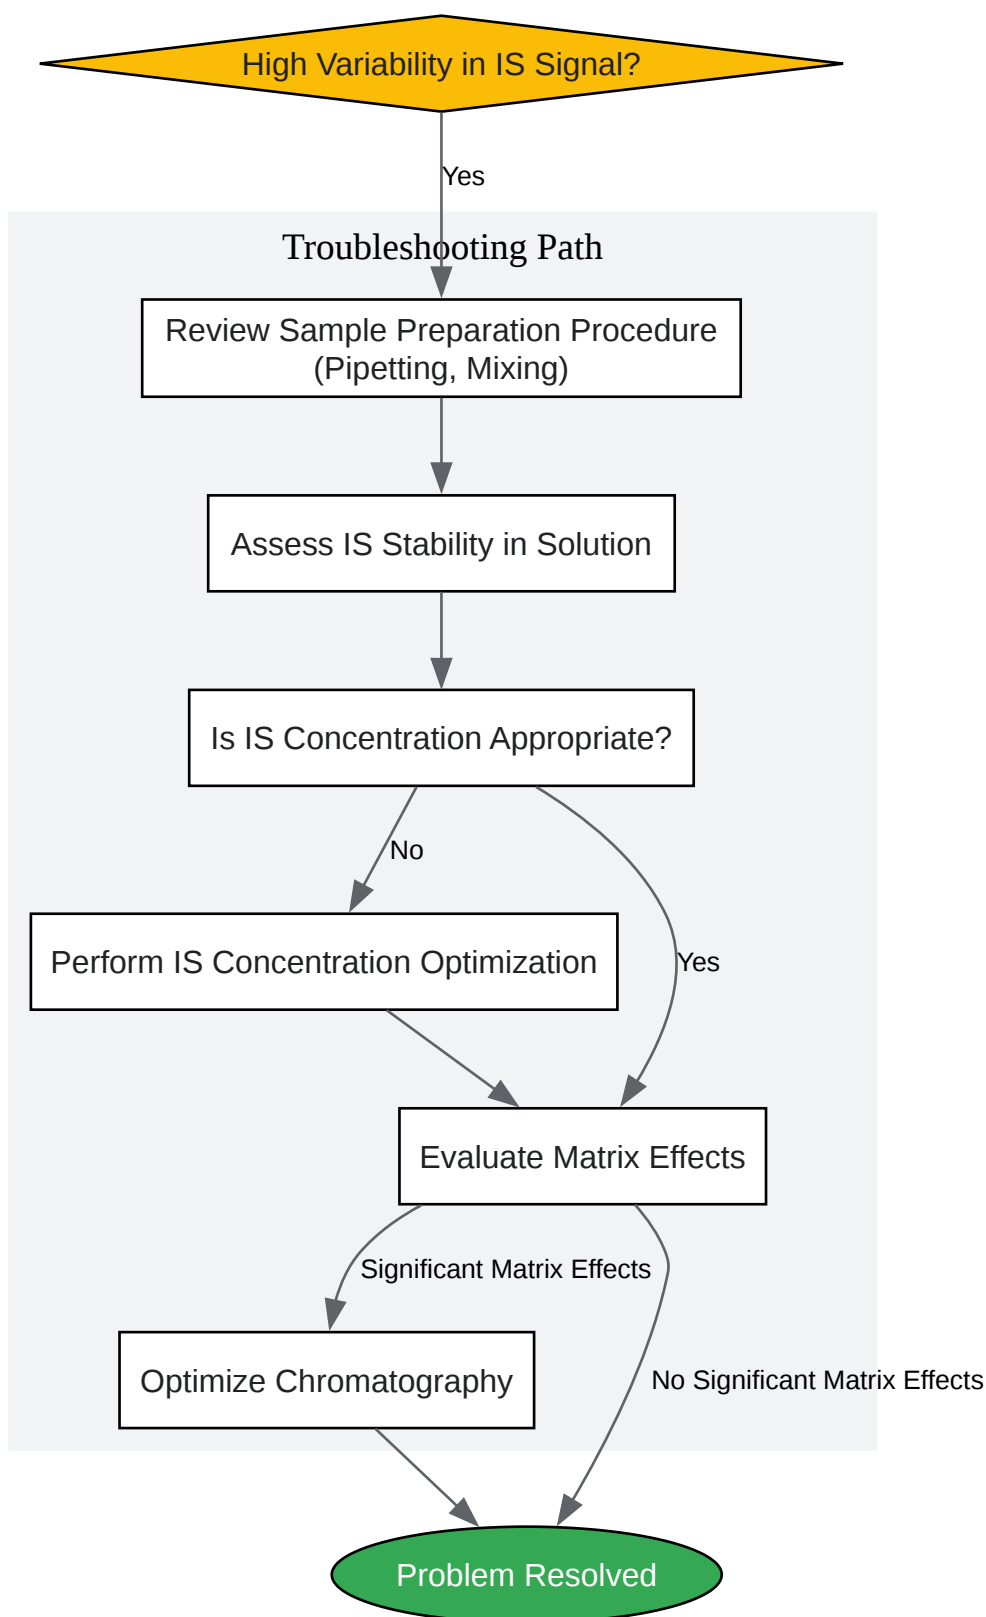 High Variability in IS Signal?
Yes
Troubleshooting Path
Review Sample Preparation Procedure
(Pipetting, Mixing)
Assess IS Stability in Solution
Is IS Concentration Appropriate?
No
Perform IS Concentration Optimization
Yes
Evaluate Matrix Effects
Significant Matrix Effects
Optimize Chromatography
No Significant Matrix Effects
Problem Resolved